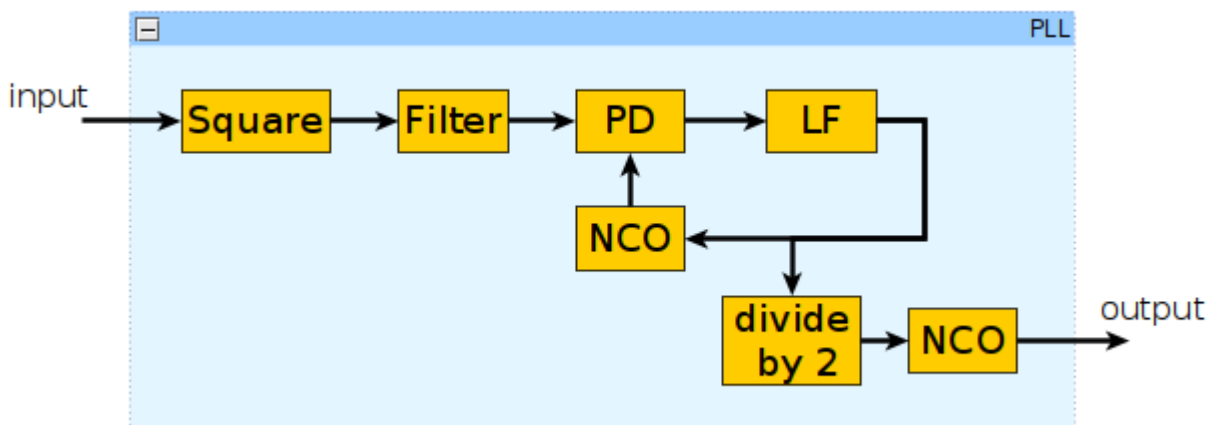 PLL
input
Square
Filter
PD
LF
NCO
divide
by 2
NCO
output